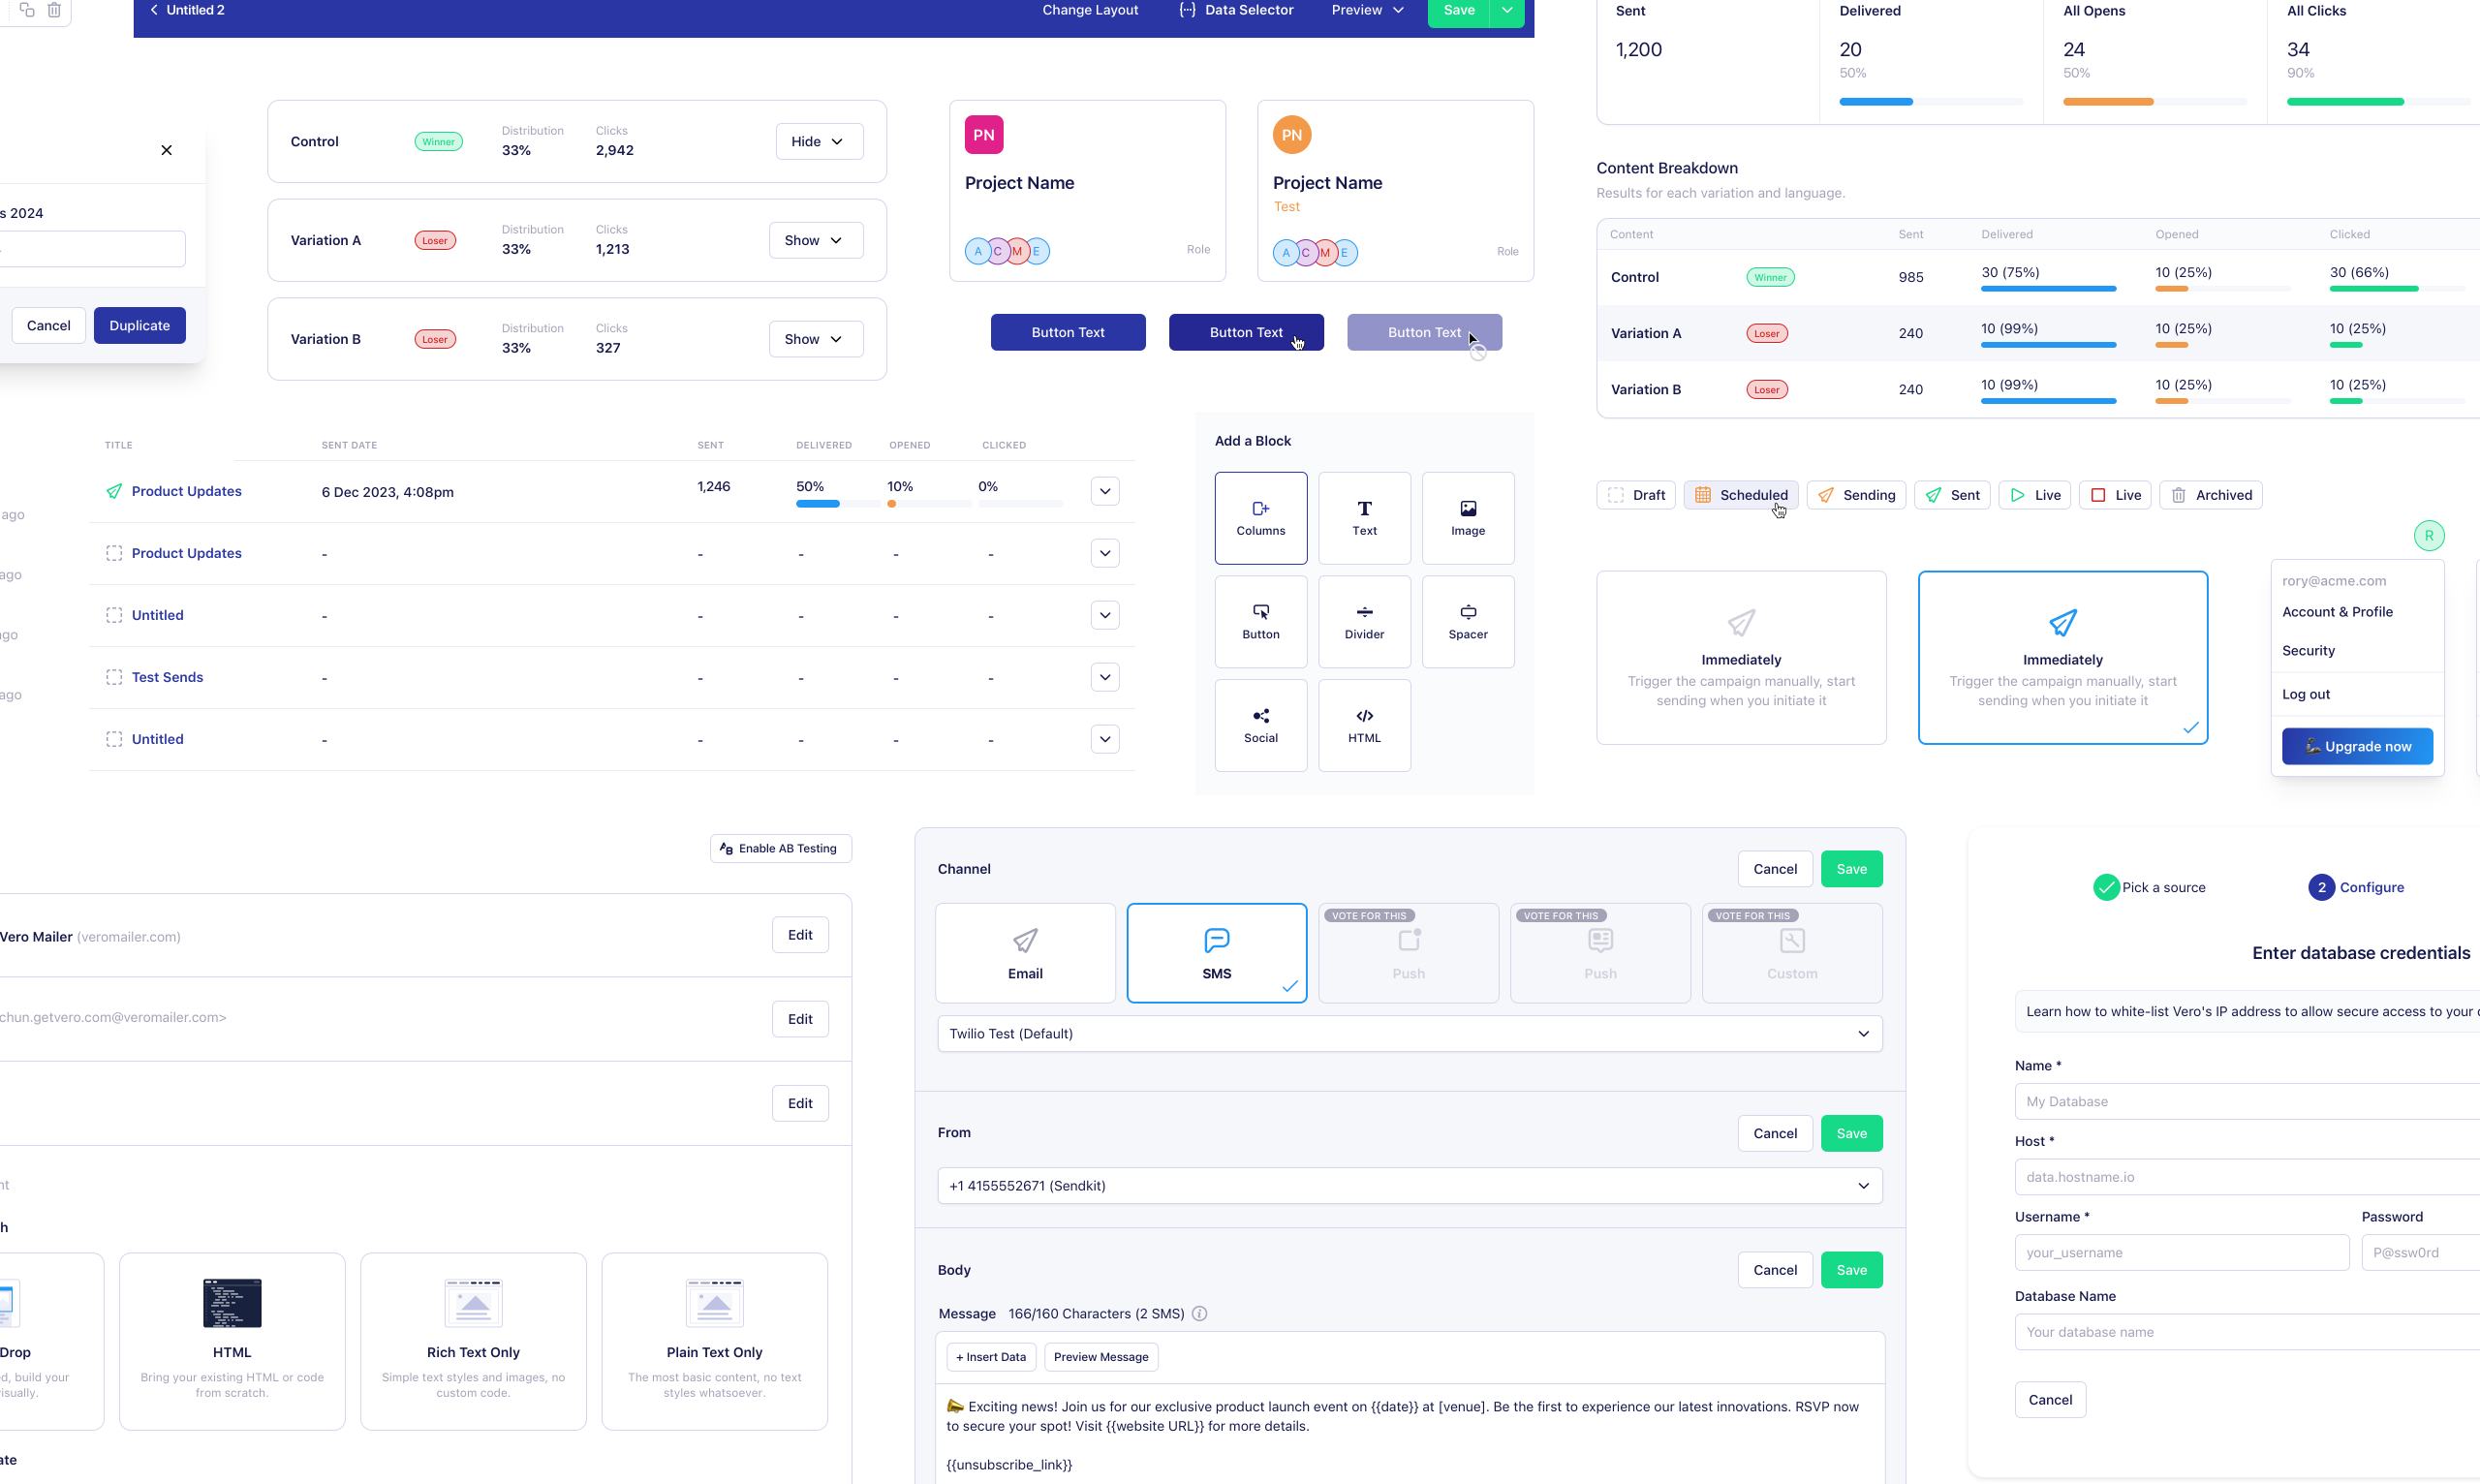 Untitled 2
Change Layout
Data Selector
Preview
Save
s 2024
Cancel
Duplicate
Control
Winner
Distribution
33%
Clicks
2,942
Hide
Variation A
Loser
Distribution
33%
Clicks
1,213
Show
Variation B
Loser
Distribution
33%
Clicks
327
Show
PN
Project Name
A C M E
Role
PN
Project Name
Test
A C M E
Role
Button Text
Button Text
Button Text
Sent
1,200
Delivered
20
50%
All Opens
24
50%
All Clicks
34
90%
Content Breakdown
Results for each variation and language.
Content Sent Delivered Opened Clicked
Control Winner 985 30 (75%) 10 (25%) 30 (66%)
Variation A Loser 240 10 (99%) 10 (25%) 10 (25%)
Variation B Loser 240 10 (99%) 10 (25%) 10 (25%)
ago
ago
go
ago
TITLE SENT DATE SENT DELIVERED OPENED CLICKED
Product Updates 6 Dec 2023, 4:08pm 1,246 50% 10% 0%
Product Updates - - - - -
Untitled - - - - -
Test Sends - - - - -
Untitled - - - - -
Add a Block
Columns
Text
Image
Button
Divider
Spacer
Social
HTML
Draft
Scheduled
Sending
Sent
Live
Live
Archived
Immediately
Trigger the campaign manually, start
sending when you initiate it
Immediately
Trigger the campaign manually, start
sending when you initiate it
R
rory@acme.com
Account & Profile
Security
Log out
Upgrade now
AB Enable AB Testing
Vero Mailer (veromailer.com)
Edit
chun.getvero.com@veromailer.com>
Edit
Edit
nt
h
Drop
d, build your
isually.
HTML
Bring your existing HTML or code
from scratch.
Rich Text Only
Simple text styles and images, no
custom code.
Plain Text Only
The most basic content, no text
styles whatsoever.
ate
Channel
Cancel
Save
Email
SMS
VOTE FOR THIS
Push
VOTE FOR THIS
Push
VOTE FOR THIS
Custom
Twilio Test (Default)
From
Cancel
Save
+1 4155552671 (Sendkit)
Body
Cancel
Save
Message 166/160 Characters (2 SMS) i
+ Insert Data
Preview Message
📣 Exciting news! Join us for our exclusive product launch event on {{date}} at [venue]. Be the first to experience our latest innovations. RSVP now
to secure your spot! Visit {{website URL}} for more details.
{{unsubscribe_link}}
Pick a source
2 Configure
Enter database credentials
Learn how to white-list Vero's IP address to allow secure access to your
Name *
My Database
Host *
data.hostname.io
Username *
your_username
Password
P@ssw0rd
Database Name
Your database name
Cancel